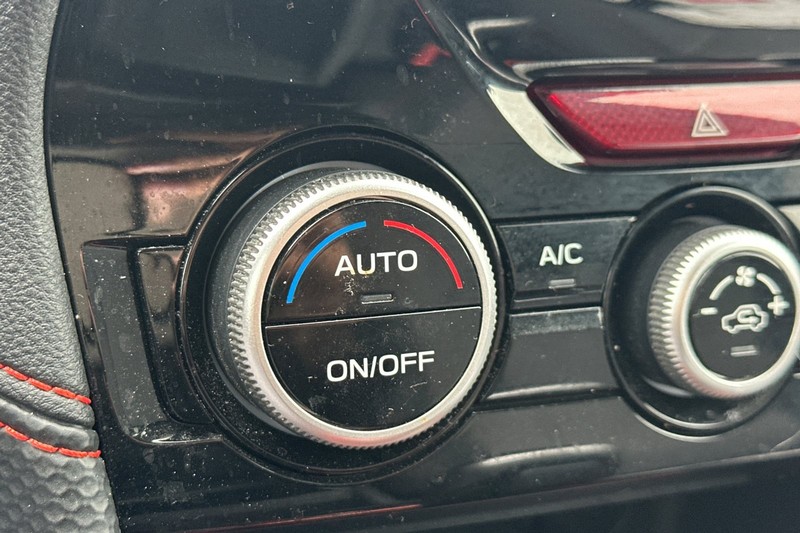 AUTO
ON/OFF
A/C
- +